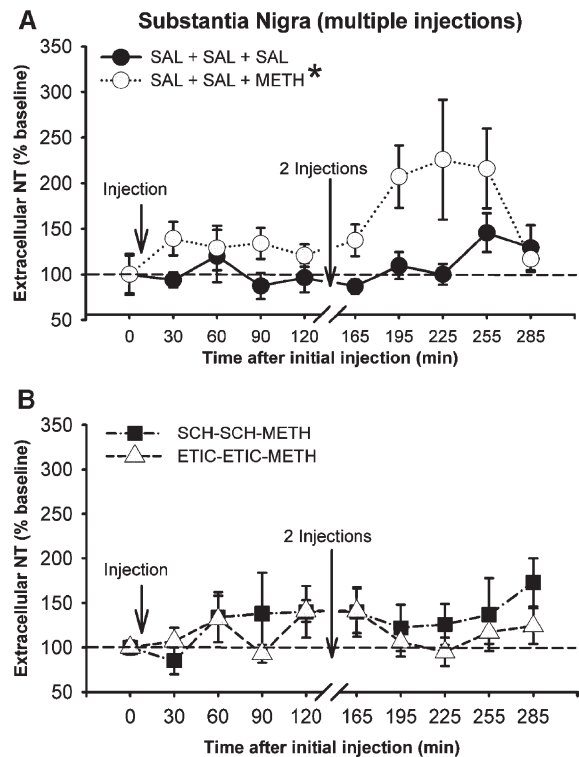 A
Substantia Nigra (multiple injections)
SAL + SAL + SAL
SAL + SAL + METH *
Extracellular NT (% baseline)
350
300
250
200
150
100
50
Injection
2 Injections
0 30 60 90 120 165 195 225 255 285
Time after initial injection (min)
B
SCH-SCH-METH
ETIC-ETIC-METH
Extracellular NT (% baseline)
350
300
250
200
150
100
50
Injection
2 Injections
0 30 60 90 120 165 195 225 255 285
Time after initial injection (min)